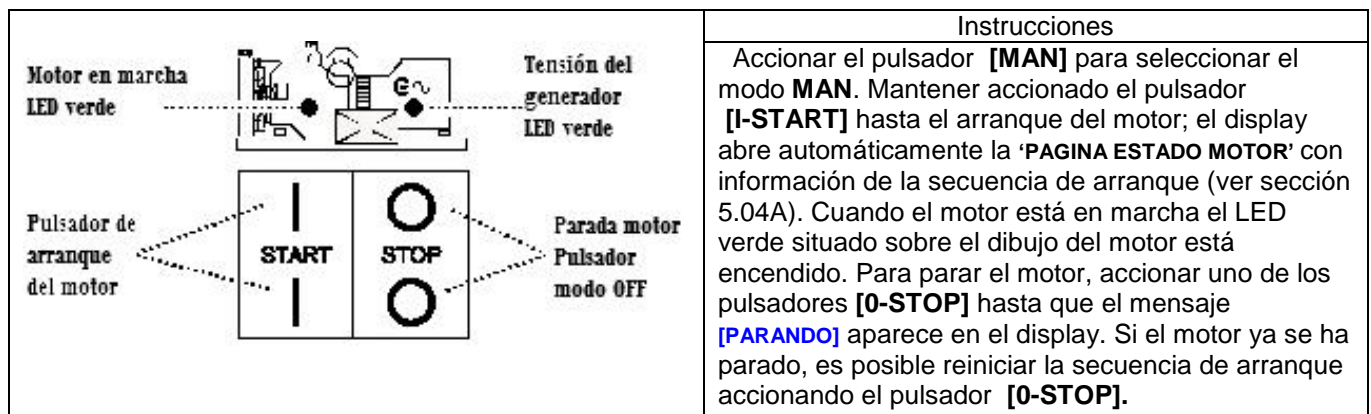 Motor en marcha
LED verde
G∿
Tensión del
generador
LED verde
Pulsador de
arranque
del motor
START
STOP
Parada motor
Pulsador
modo OFF
Instrucciones
Accionar el pulsador [MAN] para seleccionar el
modo MAN. Mantener accionado el pulsador
[I-START] hasta el arranque del motor; el display
abre automáticamente la ‘PAGINA ESTADO MOTOR’ con
información de la secuencia de arranque (ver sección
5.04A). Cuando el motor está en marcha el LED
verde situado sobre el dibujo del motor está
encendido. Para parar el motor, accionar uno de los
pulsadores [0-STOP] hasta que el mensaje
[PARANDO] aparece en el display. Si el motor ya se ha
parado, es posible reiniciar la secuencia de arranque
accionando el pulsador [0-STOP].